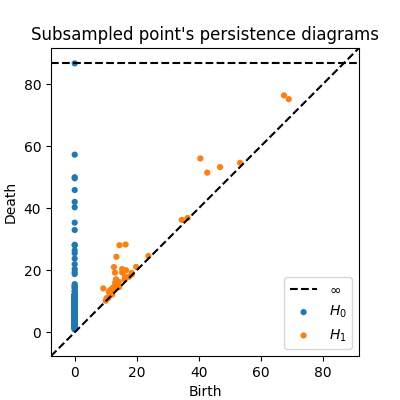 Subsampled point's persistence diagrams
Death
80
60
40
20
0
0 20 40 60 80
Birth
∞
H₀
H₁